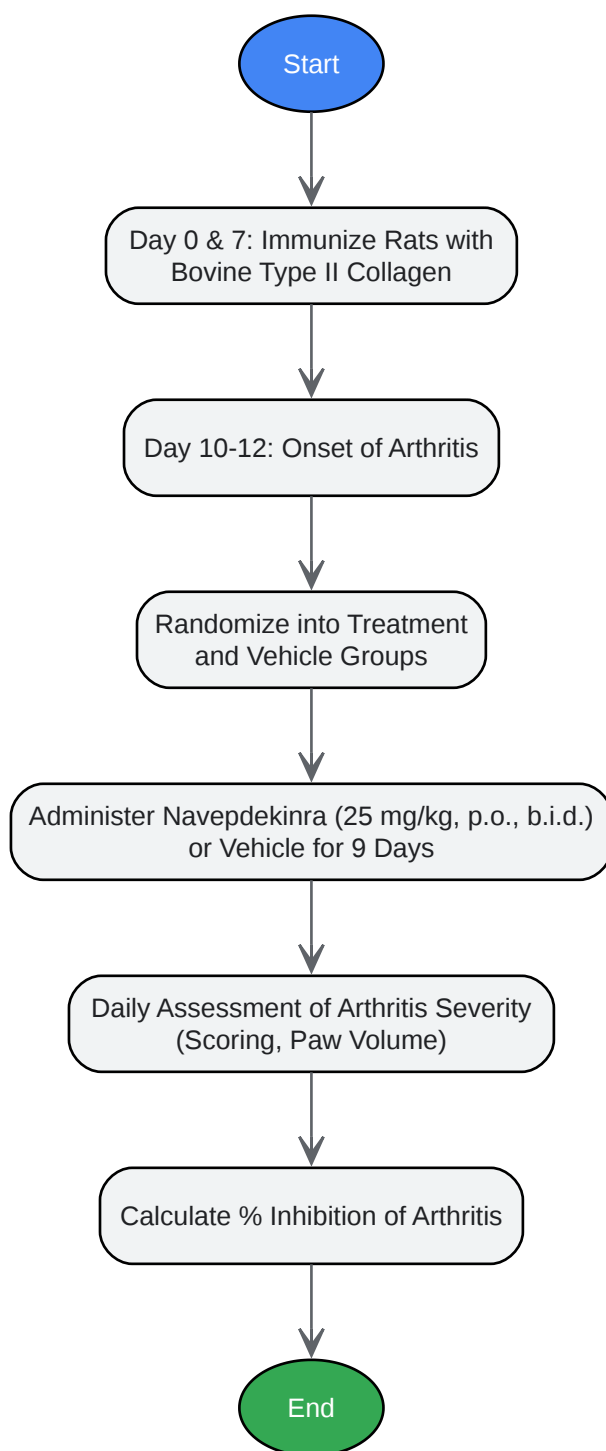 Start
Day 0 & 7: Immunize Rats with
Bovine Type II Collagen
Day 10-12: Onset of Arthritis
Randomize into Treatment
and Vehicle Groups
Administer Navepdekinra (25 mg/kg, p.o., b.i.d.)
or Vehicle for 9 Days
Daily Assessment of Arthritis Severity
(Scoring, Paw Volume)
Calculate % Inhibition of Arthritis
End